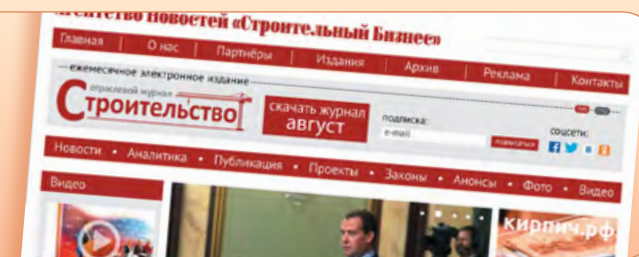 Агентство Новостей «Строительный Бизнес»
Главная | О нас | Партнёры | Издания | Архив | Реклама | Контакты
ежемесячное электронное издание
отраслевой журнал
Строительство
скачать журнал
август
подписка:
e-mail
подписаться
соцсети:
Новости • Аналитика • Публикация • Проекты • Законы • Анонсы • Фото • Видео
Видео
кирпич.рф